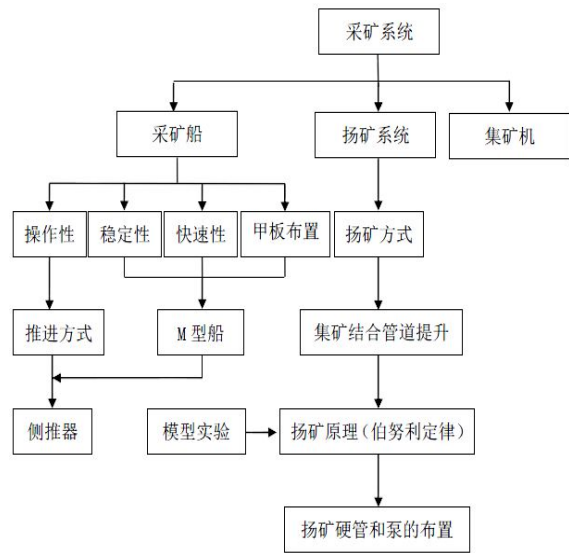 采矿系统
采矿船
扬矿系统
集矿机
操作性
稳定性
快速性
甲板布置
扬矿方式
推进方式
M型船
集矿结合管道提升
侧推器
模型实验
扬矿原理(伯努利定律)
扬矿硬管和泵的布置